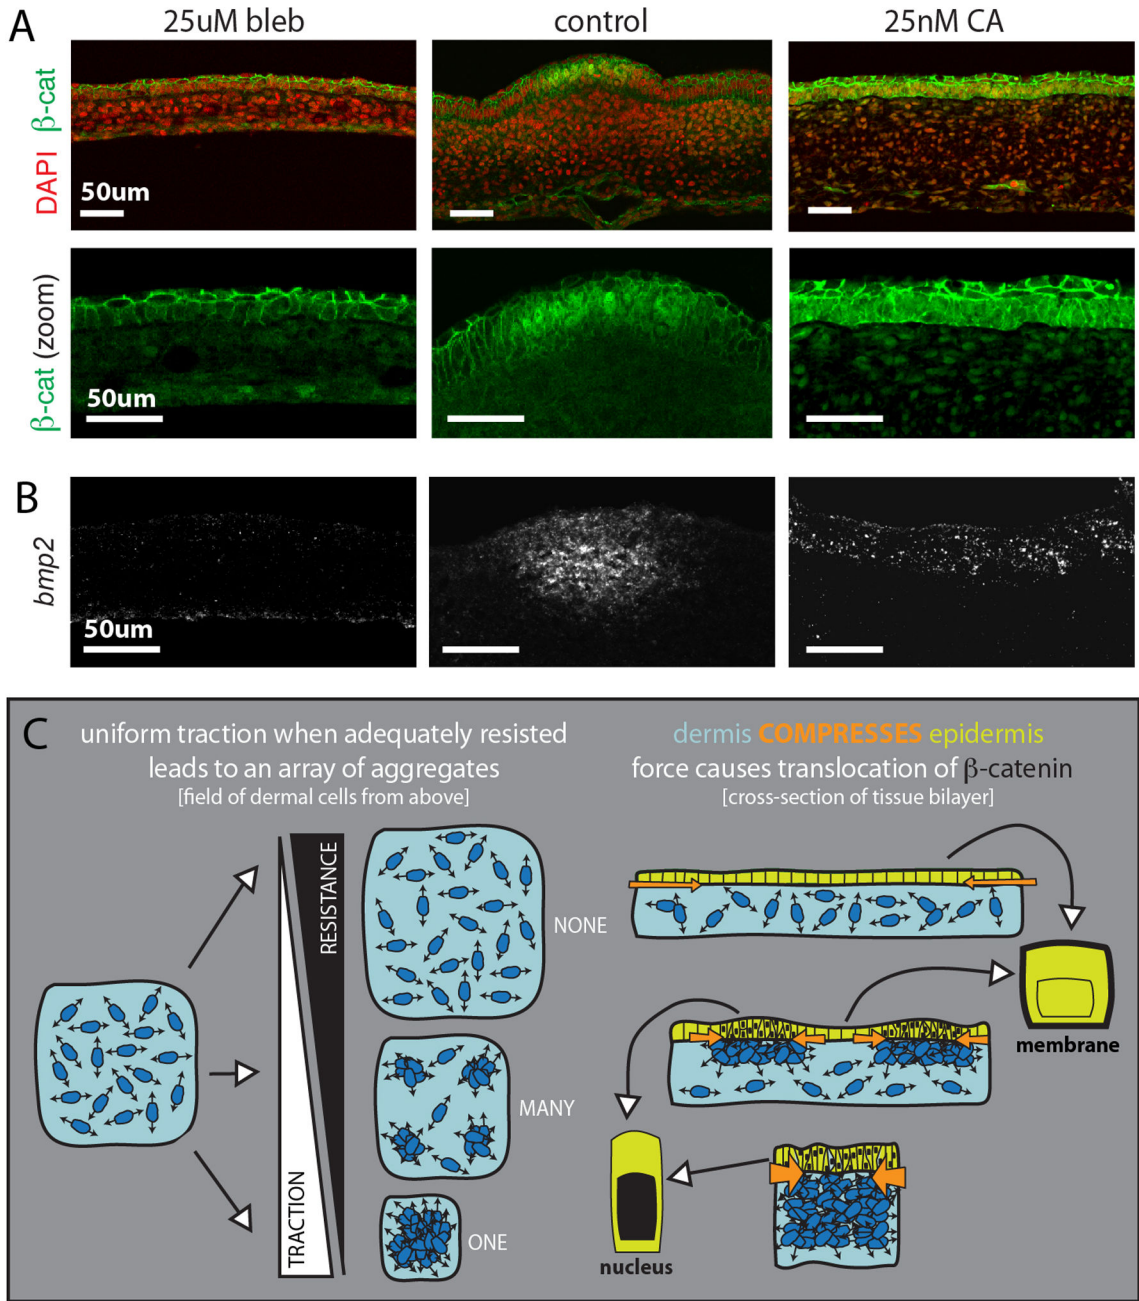 A
25uM bleb
control
25nM CA
DAPI β-cat
50um
β-cat (zoom)
50um
B
bmp2
50um
C
uniform traction when adequately resisted
leads to an array of aggregates
[field of dermal cells from above]
dermis COMPRESSES epidermis
force causes translocation of β-catenin
[cross-section of tissue bilayer]
RESISTANCE
TRACTION
NONE
MANY
ONE
membrane
nucleus